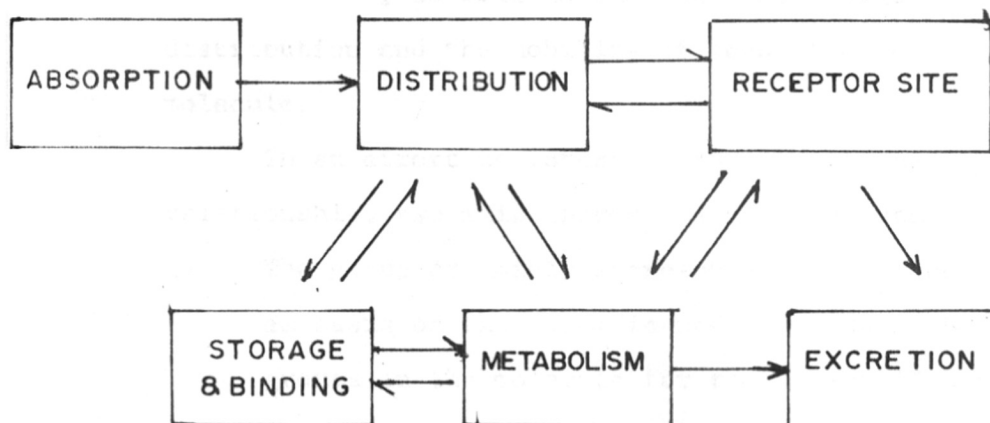 ABSORPTION
DISTRIBUTION
RECEPTOR SITE
STORAGE
& BINDING
METABOLISM
EXCRETION